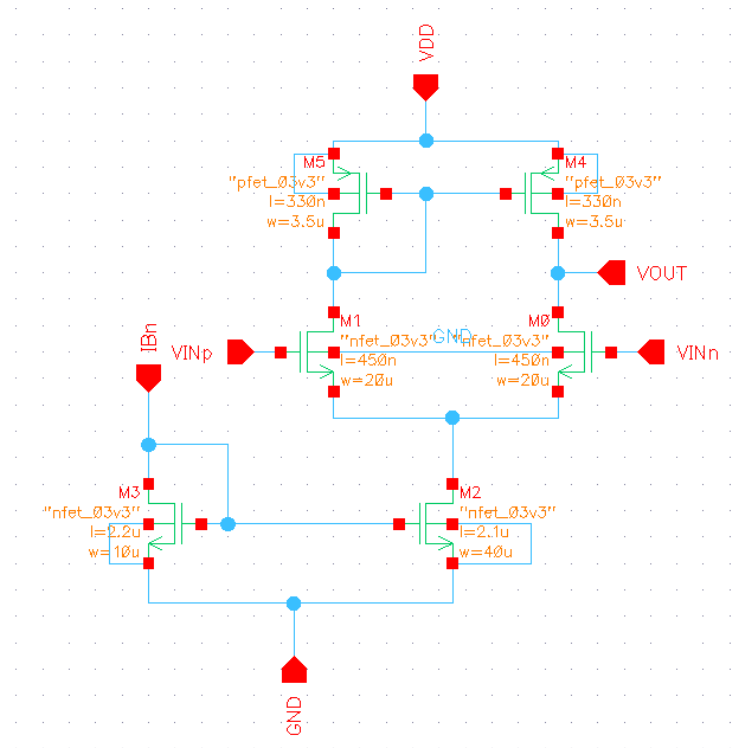 VDD
M5
"pfet_03v3"
l=330n
w=3.5u
M4
"pfet_03v3"
l=330n
w=3.5u
VOUT
VINp
M1
"nfet_03v3"
l=450n
w=20u
GND
M0
"nfet_03v3"
l=450n
w=20u
VINn
IBn
M3
"nfet_03v3"
l=2.2u
w=10u
M2
"nfet_03v3"
l=2.1u
w=40u
GND